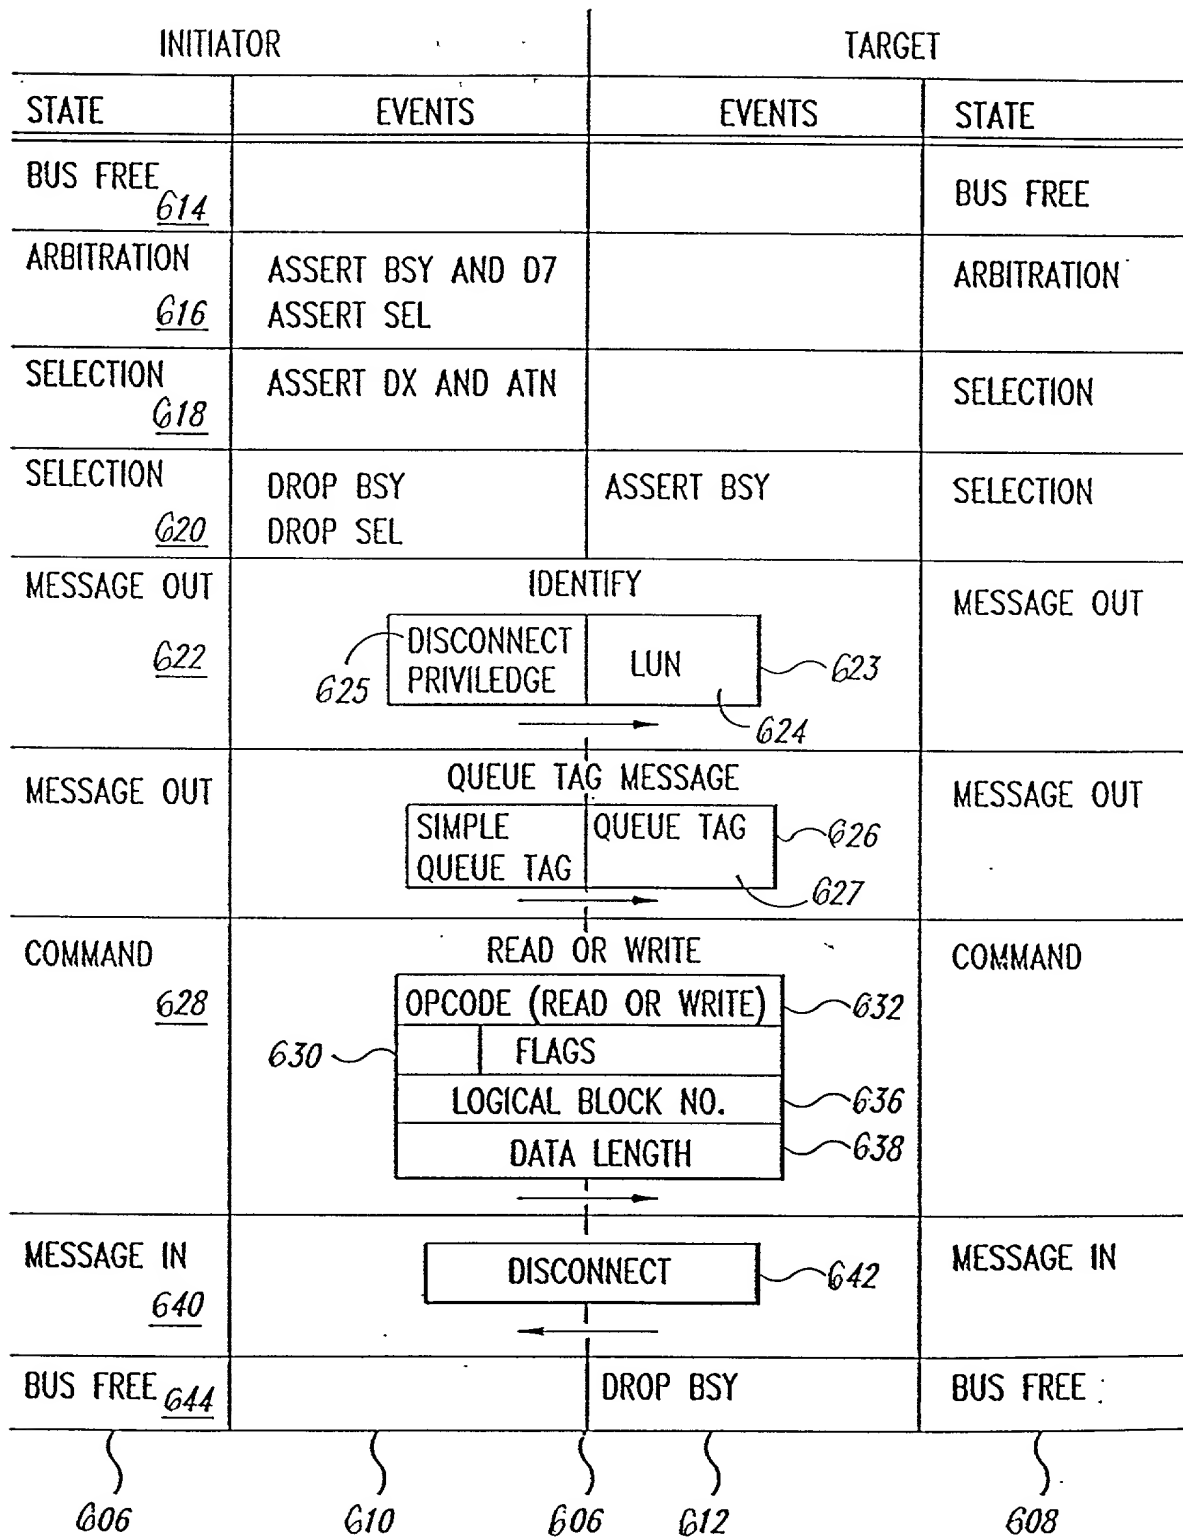 INITIATOR TARGET
STATE EVENTS EVENTS STATE
BUS FREE
614
BUS FREE
ARBITRATION
616
ASSERT BSY AND D7
ASSERT SEL
ARBITRATION
SELECTION
618
ASSERT DX AND ATN
SELECTION
SELECTION
620
DROP BSY
DROP SEL
ASSERT BSY
SELECTION
MESSAGE OUT
622
IDENTIFY
DISCONNECT
PRIVILEDGE
LUN
625
623
624
MESSAGE OUT
MESSAGE OUT
QUEUE TAG MESSAGE
SIMPLE
QUEUE TAG
QUEUE TAG
626
627
MESSAGE OUT
COMMAND
628
READ OR WRITE
OPCODE (READ OR WRITE)
632
630
FLAGS
LOGICAL BLOCK NO.
636
DATA LENGTH
638
COMMAND
MESSAGE IN
640
DISCONNECT
642
MESSAGE IN
BUS FREE 644
DROP BSY
BUS FREE
606 610 606 612 608